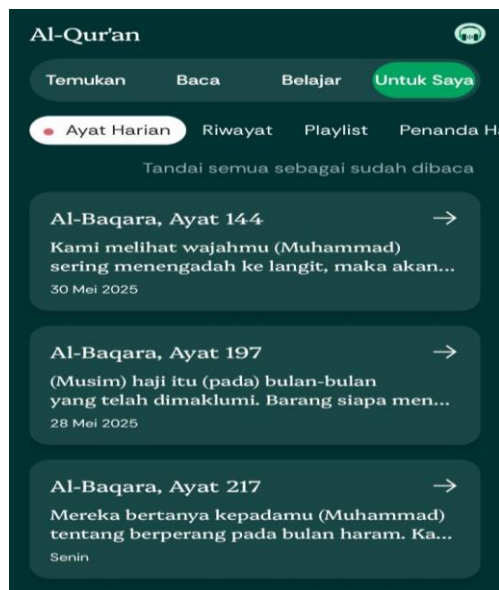 Al-Qur'an
Temukan Baca Belajar Untuk Saya
Ayat Harian Riwayat Playlist Penanda Ha
Tandai semua sebagai sudah dibaca
Al-Baqara, Ayat 144
Kami melihat wajahmu (Muhammad)
sering menengadah ke langit, maka akan...
30 Mei 2025
Al-Baqara, Ayat 197
(Musim) haji itu (pada) bulan-bulan
yang telah dimaklumi. Barang siapa men...
28 Mei 2025
Al-Baqara, Ayat 217
Mereka bertanya kepadamu (Muhammad)
tentang berperang pada bulan haram. Ka...
Senin